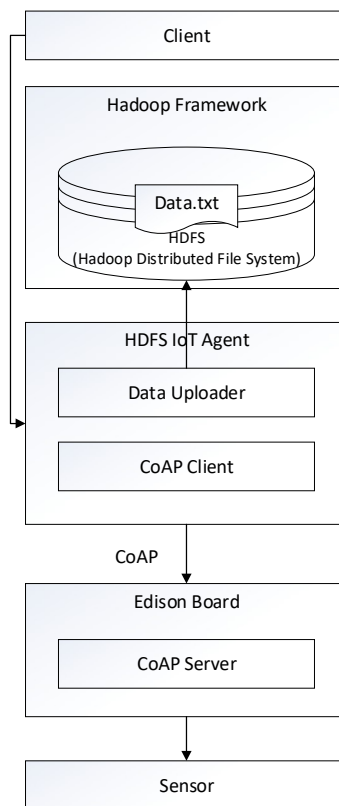 Client
Hadoop Framework
Data.txt
HDFS
(Hadoop Distributed File System)
HDFS IoT Agent
Data Uploader
CoAP Client
CoAP
Edison Board
CoAP Server
Sensor